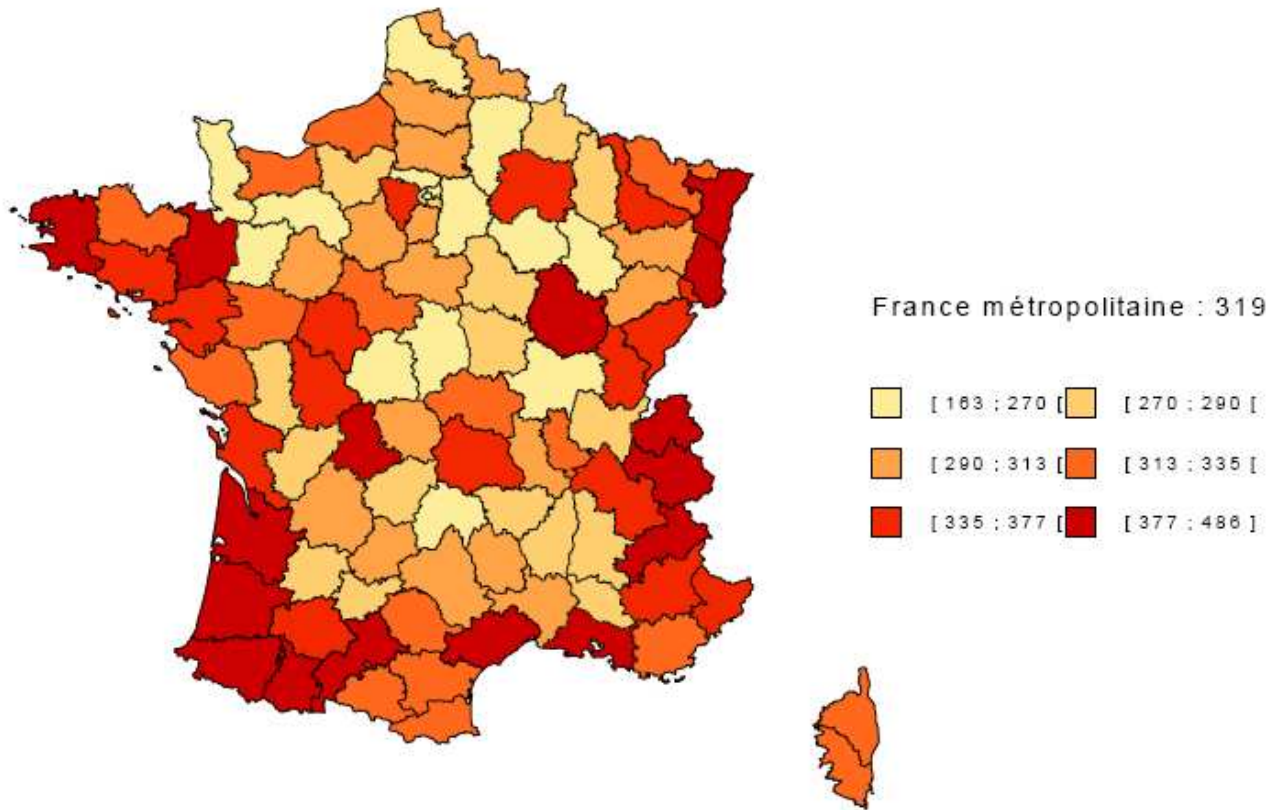 France métropolitaine : 319
[ 163 ; 270 [ [ 270 ; 290 [
[ 290 ; 313 [ [ 313 ; 335 [
[ 335 ; 377 [ [ 377 ; 486 ]